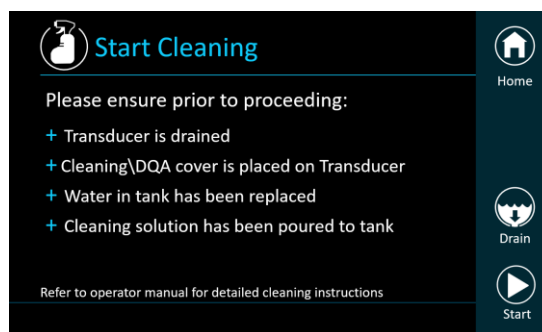 Start Cleaning
Home
Please ensure prior to proceeding:
+ Transducer is drained
+ Cleaning\DQA cover is placed on Transducer
+ Water in tank has been replaced
+ Cleaning solution has been poured to tank
Drain
Refer to operator manual for detailed cleaning instructions
Start